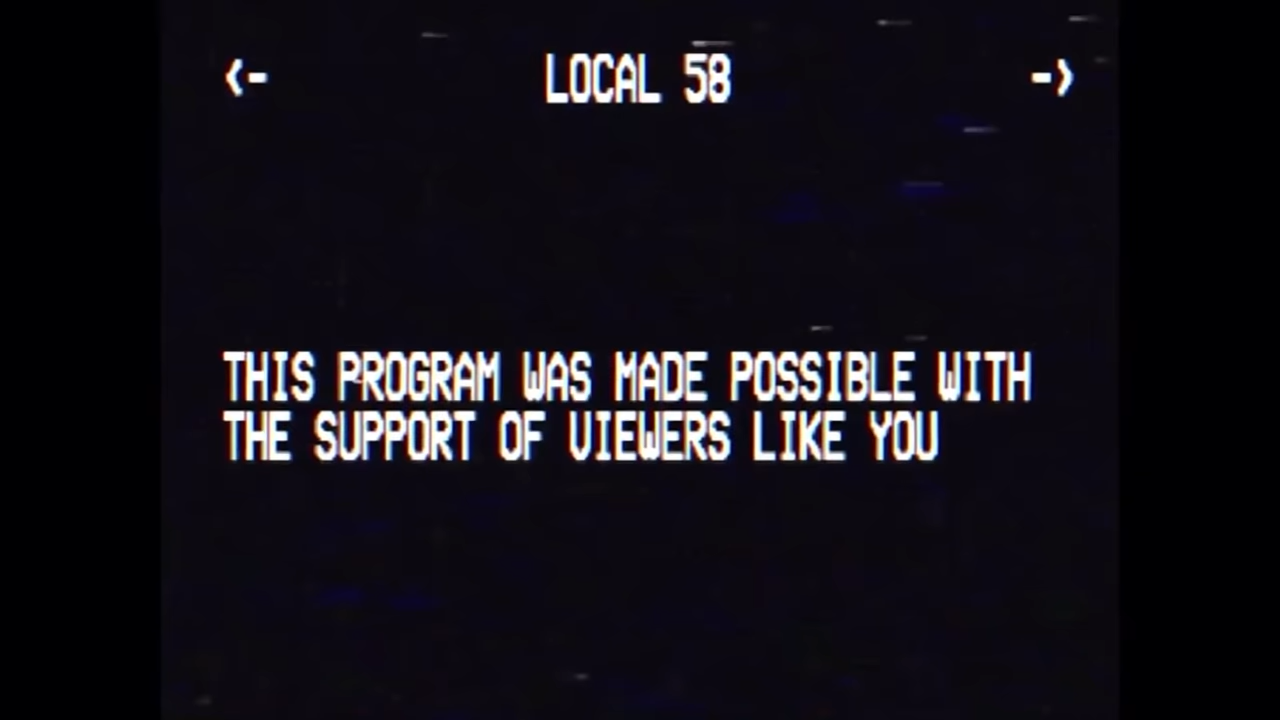 <- LOCAL 58 ->
THIS PROGRAM WAS MADE POSSIBLE WITH
THE SUPPORT OF VIEWERS LIKE YOU